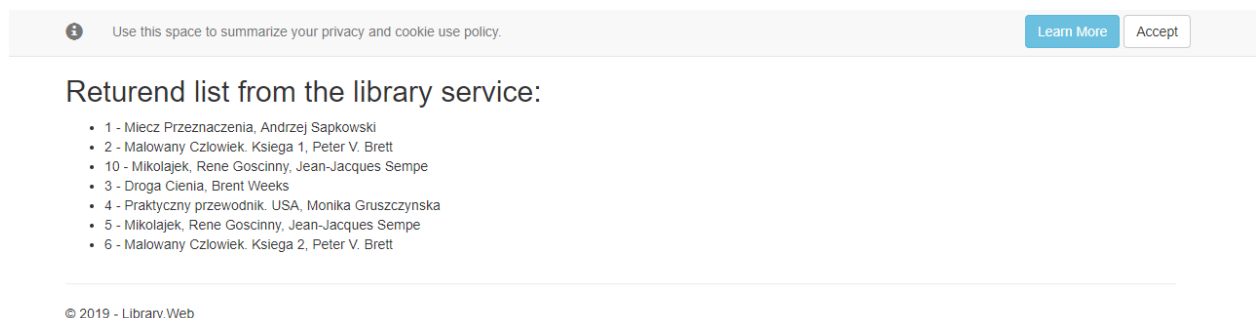 Use this space to summarize your privacy and cookie use policy.
Learn More
Accept
Returend list from the library service:
1 - Miecz Przeznaczenia, Andrzej Sapkowski
2 - Malowany Czlowiek. Ksiega 1, Peter V. Brett
10 - Mikolajek, Rene Goscinny, Jean-Jacques Sempe
3 - Droga Cienia, Brent Weeks
4 - Praktyczny przewodnik. USA, Monika Gruszczynska
5 - Mikolajek, Rene Goscinny, Jean-Jacques Sempe
6 - Malowany Czlowiek. Ksiega 2, Peter V. Brett
© 2019 - Library.Web